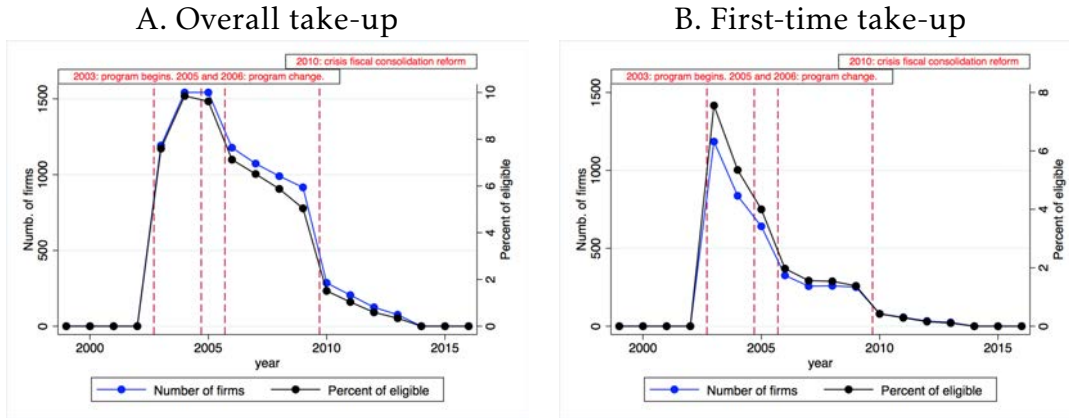 A. Overall take-up
2010: crisis fiscal consolidation reform
2003: program begins. 2005 and 2006: program change.
Numb. of firms
1500
1000
500
0
10
8
6
4
2
0
Percent of eligible
2000
2005
2010
2015
year
Number of firms
Percent of eligible
B. First-time take-up
2010: crisis fiscal consolidation reform
2003: program begins. 2005 and 2006: program change.
Numb. of firms
1500
1000
500
0
8
6
4
2
0
Percent of eligible
2000
2005
2010
2015
year
Number of firms
Percent of eligible